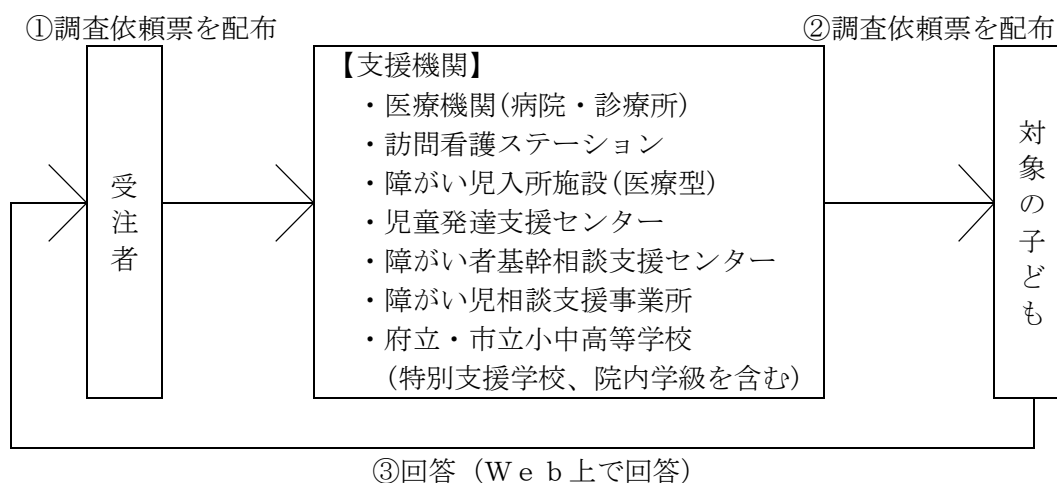 ①調査依頼票を配布
②調査依頼票を配布
受注者
【支援機関】
・医療機関(病院・診療所)
・訪問看護ステーション
・障がい児入所施設(医療型)
・児童発達支援センター
・障がい者基幹相談支援センター
・障がい児相談支援事業所
・府立・市立小中高等学校
(特別支援学校、院内学級を含む)
対象の子ども
③回答（Ｗｅｂ上で回答）